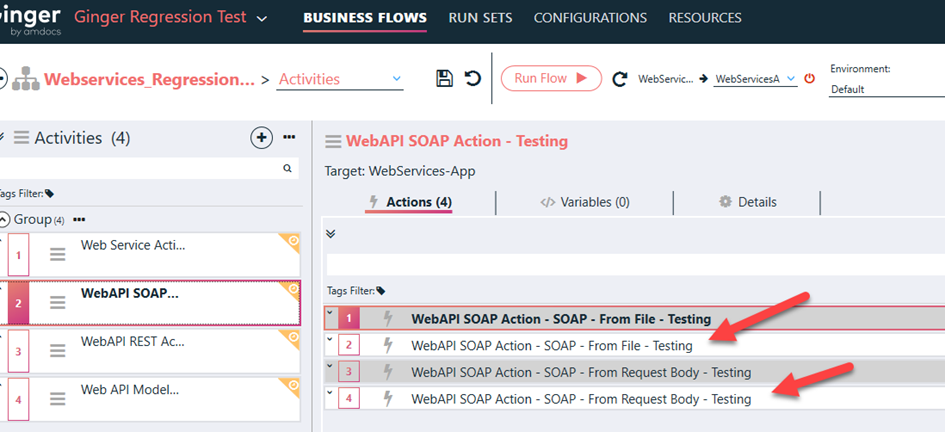 Ginger
by amdocs
Ginger Regression Test
BUSINESS FLOWS
RUN SETS
CONFIGURATIONS
RESOURCES
Webservices_Regression... > Activities
Run Flow
WebServic...
WebServicesA
Environment:
Default
Activities (4)
Tags Filter:
Group (4)
1 Web Service Acti...
2 WebAPI SOAP...
3 WebAPI REST Ac...
4 Web API Model...
WebAPI SOAP Action - Testing
Target: WebServices-App
Actions (4)
</> Variables (0)
Details
Tags Filter:
1 WebAPI SOAP Action - SOAP - From File - Testing
2 WebAPI SOAP Action - SOAP - From File - Testing
3 WebAPI SOAP Action - SOAP - From Request Body - Testing
4 WebAPI SOAP Action - SOAP - From Request Body - Testing